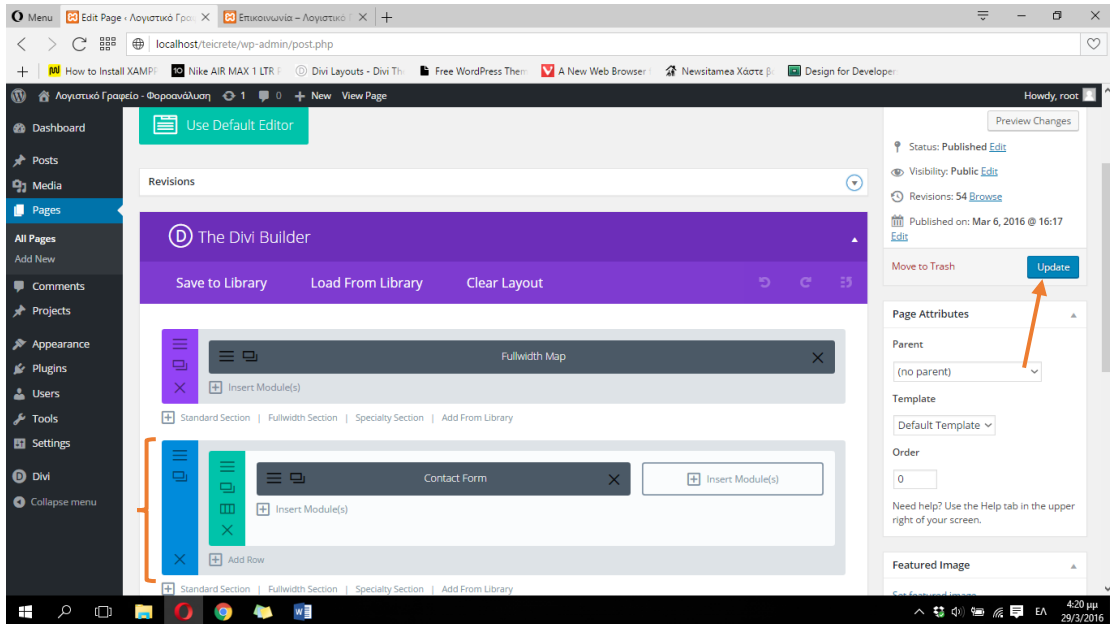 Menu
Edit Page ‹ Λογιστικό Γρα
Επικοινωνία – Λογιστικό Γ
localhost/teicrete/wp-admin/post.php
How to Install XAMPP
Nike AIR MAX 1 LTR
Divi Layouts - Divi Th
Free WordPress Them
A New Web Browser
Newsitamea Χάστε β
Design for Developer
Λογιστικό Γραφείο - Φοροανάλυση
1
0
New
View Page
Howdy, root
Dashboard
Posts
Media
Pages
All Pages
Add New
Comments
Projects
Appearance
Plugins
Users
Tools
Settings
Divi
Collapse menu
Use Default Editor
Revisions
The Divi Builder
Save to Library
Load From Library
Clear Layout
Fullwidth Map
Insert Module(s)
Standard Section | Fullwidth Section | Specialty Section | Add From Library
Contact Form
Insert Module(s)
Insert Module(s)
Add Row
Standard Section | Fullwidth Section | Specialty Section | Add From Library
Preview Changes
Status: Published Edit
Visibility: Public Edit
Revisions: 54 Browse
Published on: Mar 6, 2016 @ 16:17
Edit
Move to Trash
Update
Page Attributes
Parent
(no parent)
Template
Default Template
Order
0
Need help? Use the Help tab in the upper
right of your screen.
Featured Image
Set featured image
ΕΛ
4:20 μμ
29/3/2016